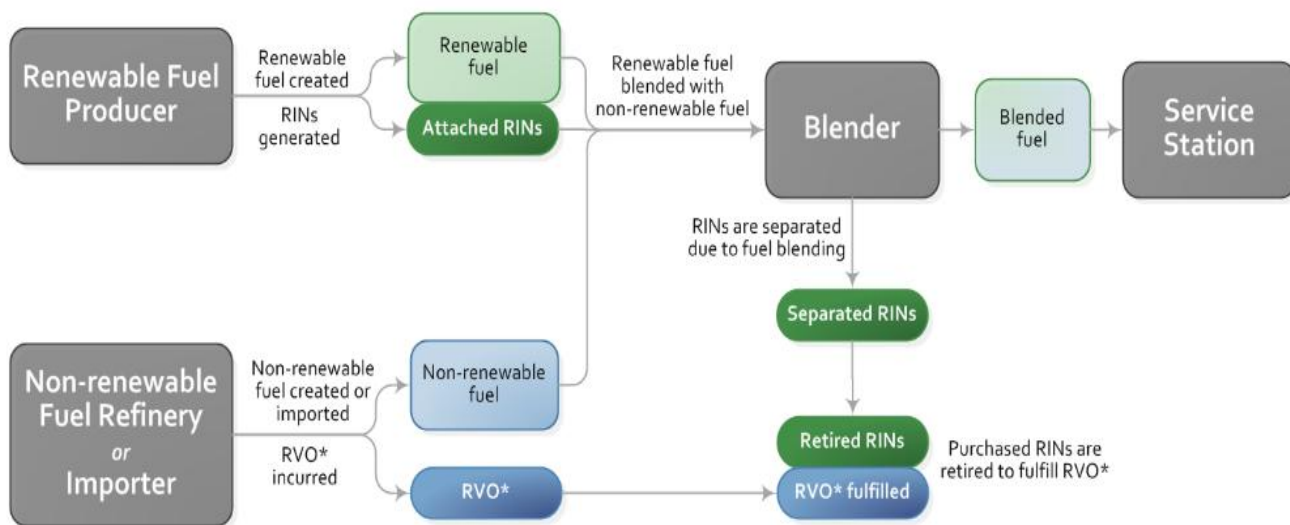 Renewable Fuel
Producer
Renewable
fuel created
RINs
generated
Renewable
fuel
Attached RINs
Renewable fuel
blended with
non-renewable fuel
Blender
Blended
fuel
Service
Station
RINs are separated
due to fuel blending
Separated RINs
Non-renewable
Fuel Refinery
or
Importer
Non-renewable
fuel created or
imported
RVO*
incurred
Non-renewable
fuel
RVO*
Retired RINs
RVO* fulfilled
Purchased RINs are
retired to fulfill RVO*